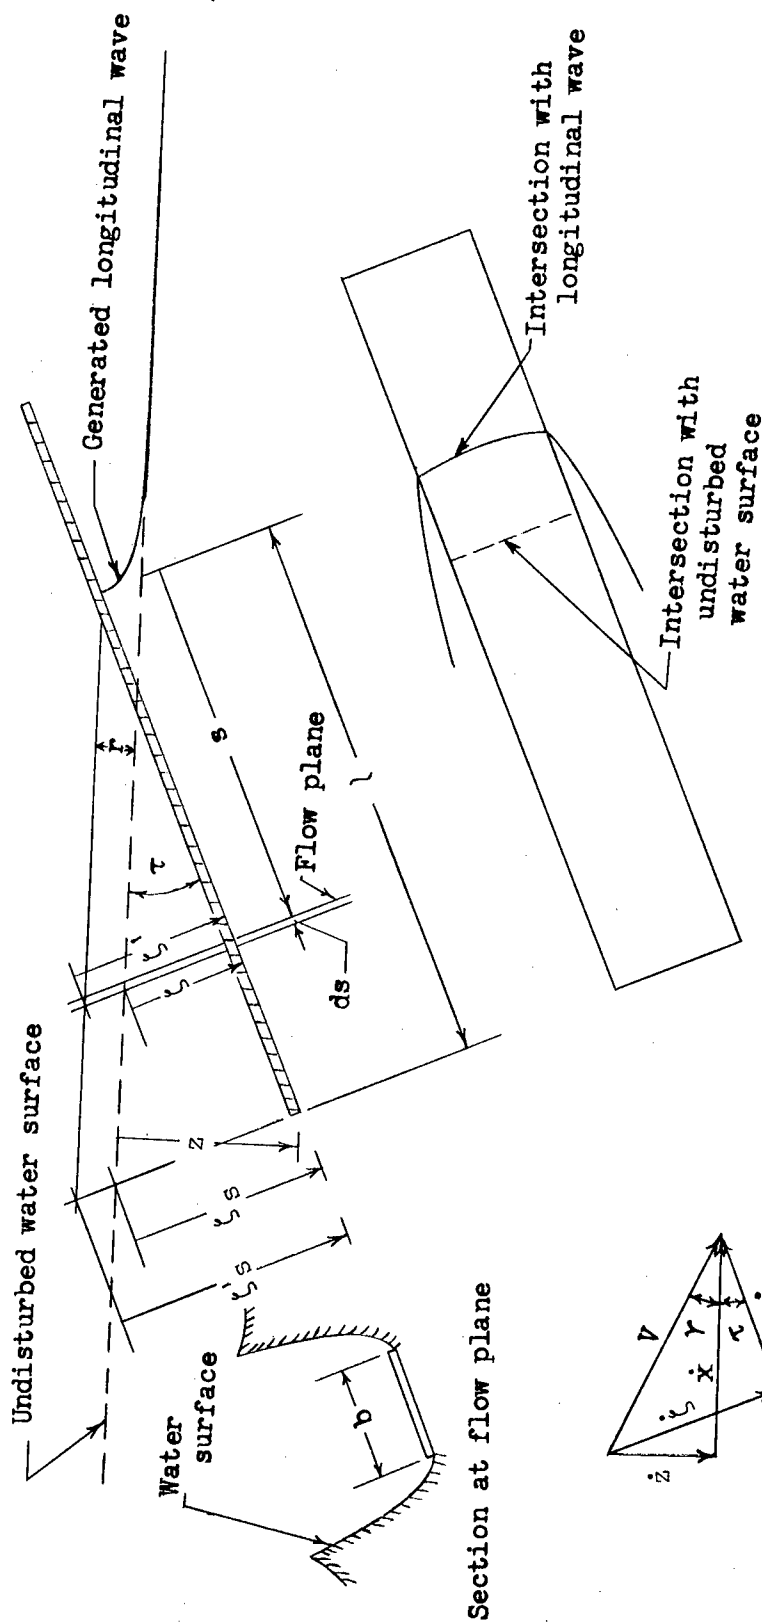 Undisturbed water surface
Generated longitudinal wave
r
τ
ζ'
ζ
s
l
Flow plane
ds
z
ζs
ζ's
Water
surface
b
Section at flow plane
Intersection with
longitudinal wave
Intersection with
undisturbed
water surface
V
γ
ẋ
τ
ζ̇
ż